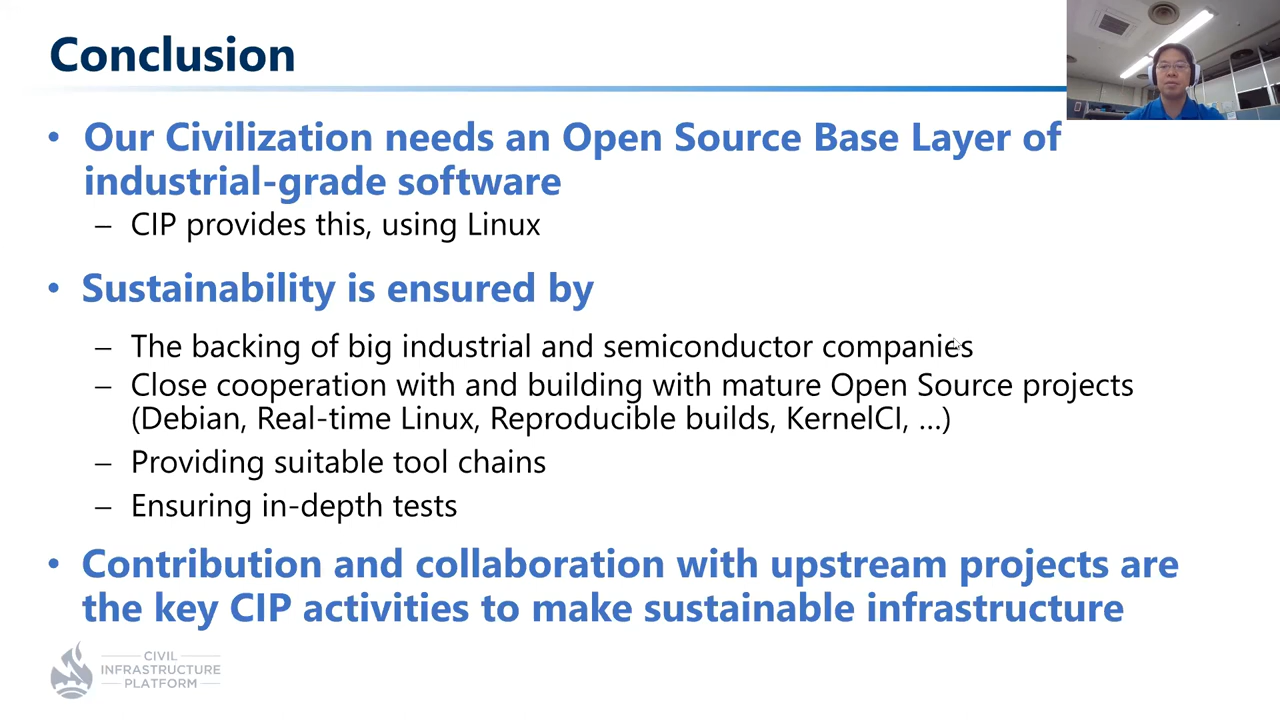 Conclusion
• Our Civilization needs an Open Source Base Layer of
industrial-grade software
– CIP provides this, using Linux
• Sustainability is ensured by
– The backing of big industrial and semiconductor companies
– Close cooperation with and building with mature Open Source projects
(Debian, Real-time Linux, Reproducible builds, KernelCI, ...)
– Providing suitable tool chains
– Ensuring in-depth tests
• Contribution and collaboration with upstream projects are
the key CIP activities to make sustainable infrastructure
CIVIL
INFRASTRUCTURE
PLATFORM